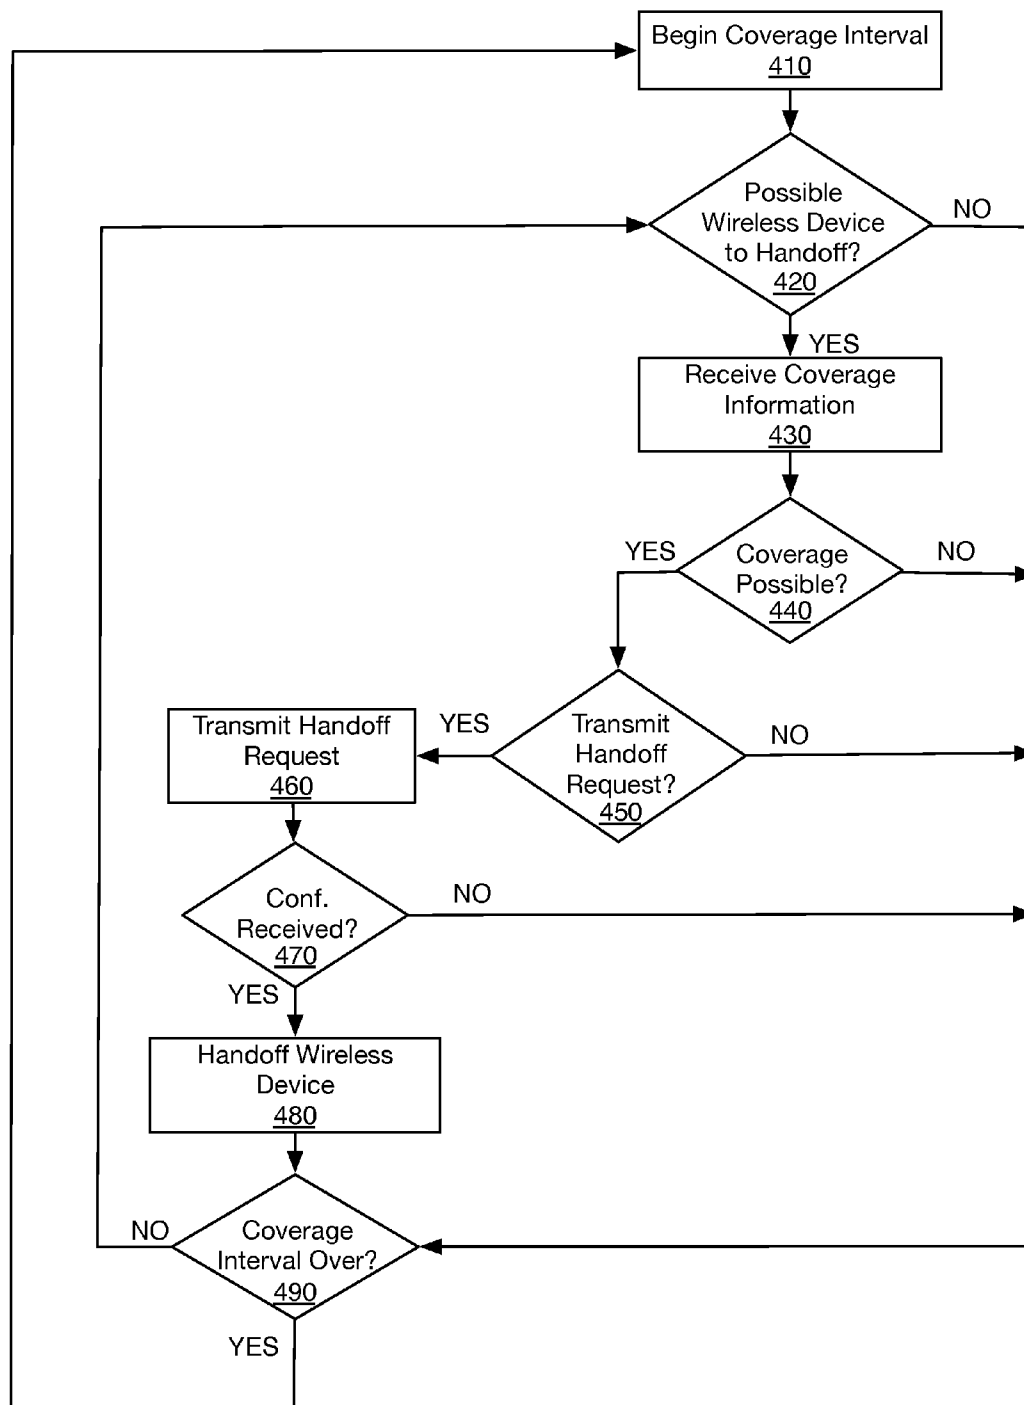 Begin Coverage Interval
410
Possible
Wireless Device
to Handoff?
420
NO
YES
Receive Coverage
Information
430
Coverage
Possible?
440
YES
NO
Transmit
Handoff
Request?
450
YES
NO
Transmit Handoff
Request
460
Conf.
Received?
470
NO
YES
Handoff Wireless
Device
480
Coverage
Interval Over?
490
NO
YES